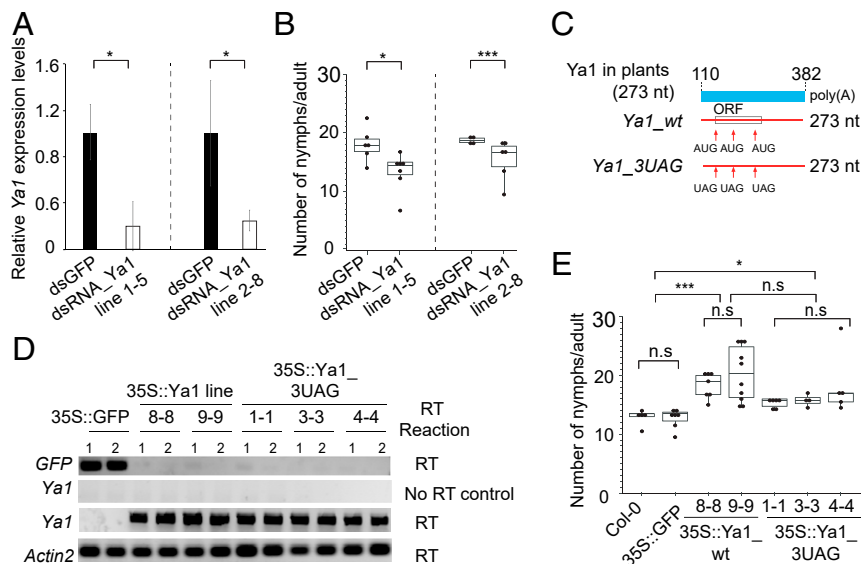 A
Relative Ya1 expression levels
1.6
1.2
0.6
0
*
*
dsGFP
dsRNA_Ya1
line 1-5
dsGFP
dsRNA_Ya1
line 2-8
B
Number of nymphs/adult
30
20
10
0
*
***
dsGFP
dsRNA_Ya1
line 1-5
dsGFP
dsRNA_Ya1
line 2-8
C
Ya1 in plants
(273 nt)
110
382
poly(A)
ORF
Ya1_wt
273 nt
AUG AUG AUG
Ya1_3UAG
273 nt
UAG UAG UAG
D
35S::GFP
35S::Ya1 line
35S::Ya1_
3UAG
RT
Reaction
8-8 9-9 1-1 3-3 4-4
1 2 1 2 1 2 1 2 1 2 1 2
GFP RT
Ya1 No RT control
Ya1 RT
Actin2 RT
E
Number of nymphs/adult
30
20
13
0
*
***
n.s
n.s
n.s
n.s
Col-0
35S::GFP
8-8 9-9
35S::Ya1_
wt
1-1 3-3 4-4
35S::Ya1_
3UAG